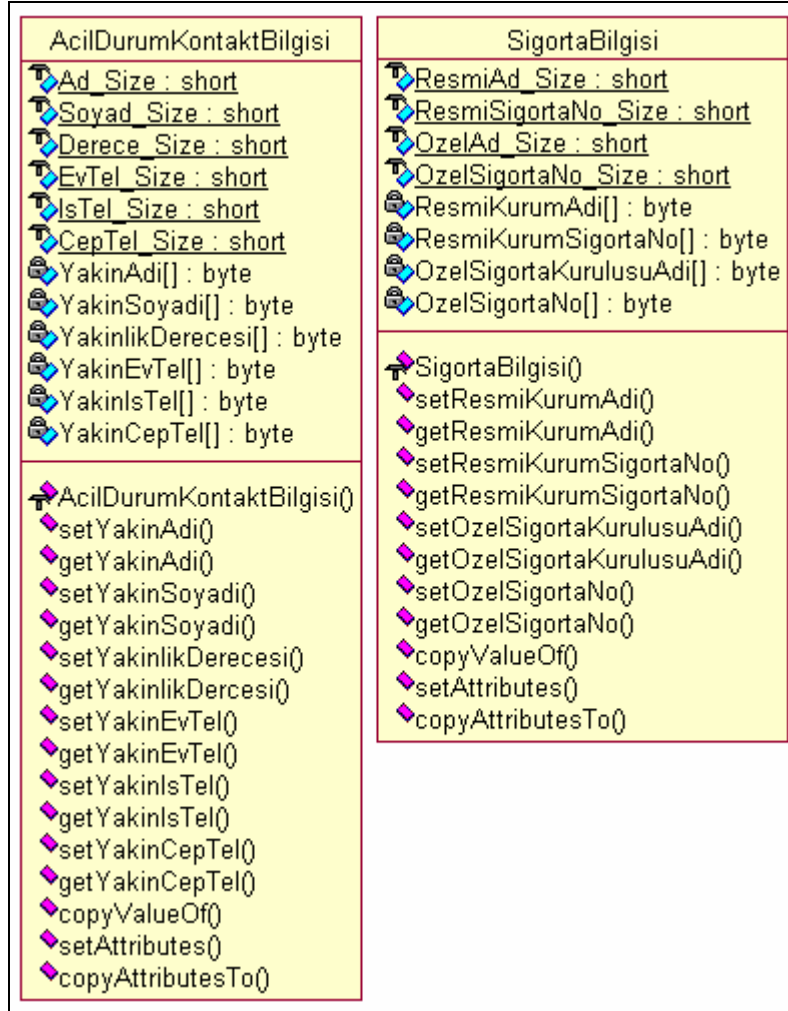 AcilDurumKontaktBilgisi
Ad_Size : short
Soyad_Size : short
Derece_Size : short
EvTel_Size : short
IsTel_Size : short
CepTel_Size : short
YakinAdi[] : byte
YakinSoyadi[] : byte
YakinlikDerecesi[] : byte
YakinEvTel[] : byte
YakinIsTel[] : byte
YakinCepTel[] : byte
AcilDurumKontaktBilgisi()
setYakinAdi()
getYakinAdi()
setYakinSoyadi()
getYakinSoyadi()
setYakinlikDerecesi()
getYakinlikDercesi()
setYakinEvTel()
getYakinEvTel()
setYakinIsTel()
getYakinIsTel()
setYakinCepTel()
getYakinCepTel()
copyValueOf()
setAttributes()
copyAttributesTo()
SigortaBilgisi
ResmiAd_Size : short
ResmiSigortaNo_Size : short
OzelAd_Size : short
OzelSigortaNo_Size : short
ResmiKurumAdi[] : byte
ResmiKurumSigortaNo[] : byte
OzelSigortaKurulusuAdi[] : byte
OzelSigortaNo[] : byte
SigortaBilgisi()
setResmiKurumAdi()
getResmiKurumAdi()
setResmiKurumSigortaNo()
getResmiKurumSigortaNo()
setOzelSigortaKurulusuAdi()
getOzelSigortaKurulusuAdi()
setOzelSigortaNo()
getOzelSigortaNo()
copyValueOf()
setAttributes()
copyAttributesTo()